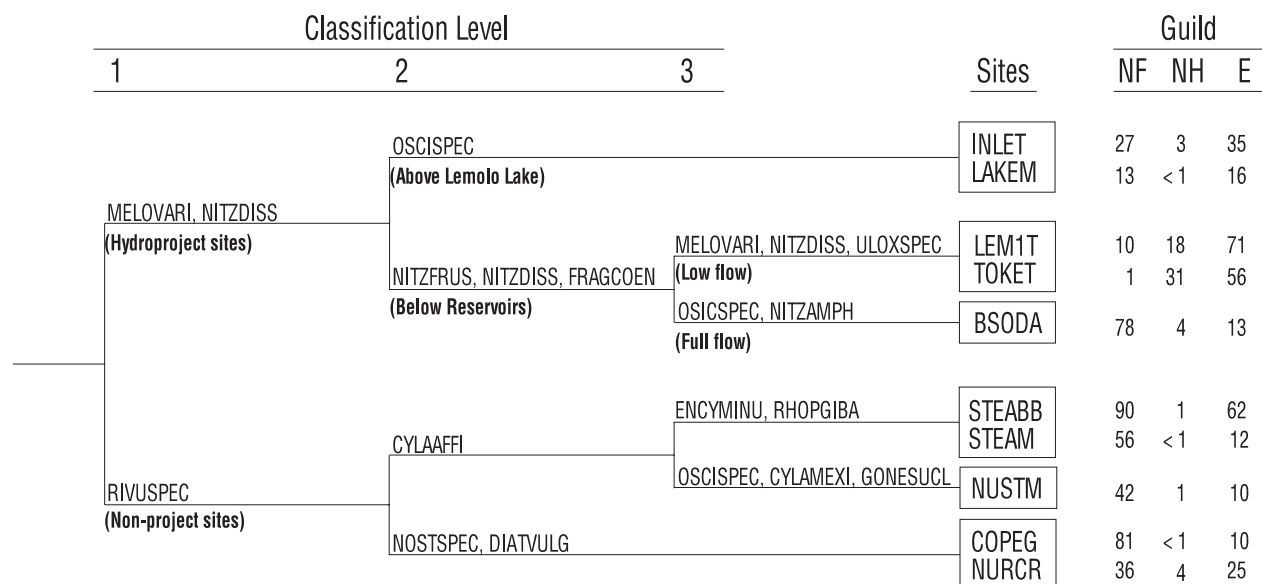 Classification Level Guild
1 2 3 Sites NF NH E
OSCISPEC INLET 27 3 35
(Above Lemolo Lake) LAKEM 13 < 1 16
MELOVARI, NITZDISS
(Hydroproject sites)
MELOVARI, NITZDISS, ULOXSPEC LEM1T 10 18 71
(Low flow) TOKET 1 31 56
NITZFRUS, NITZDISS, FRAGCOEN
(Below Reservoirs)
OSICSPEC, NITZAMPH BSODA 78 4 13
(Full flow)
ENCYMINU, RHOPGIBA STEABB 90 1 62
STEAM 56 < 1 12
CYLAAFFI
OSCISPEC, CYLAMEXI, GONESUCL NUSTM 42 1 10
RIVUSPEC
(Non-project sites)
NOSTSPEC, DIATVULG COPEG 81 < 1 10
NURCR 36 4 25